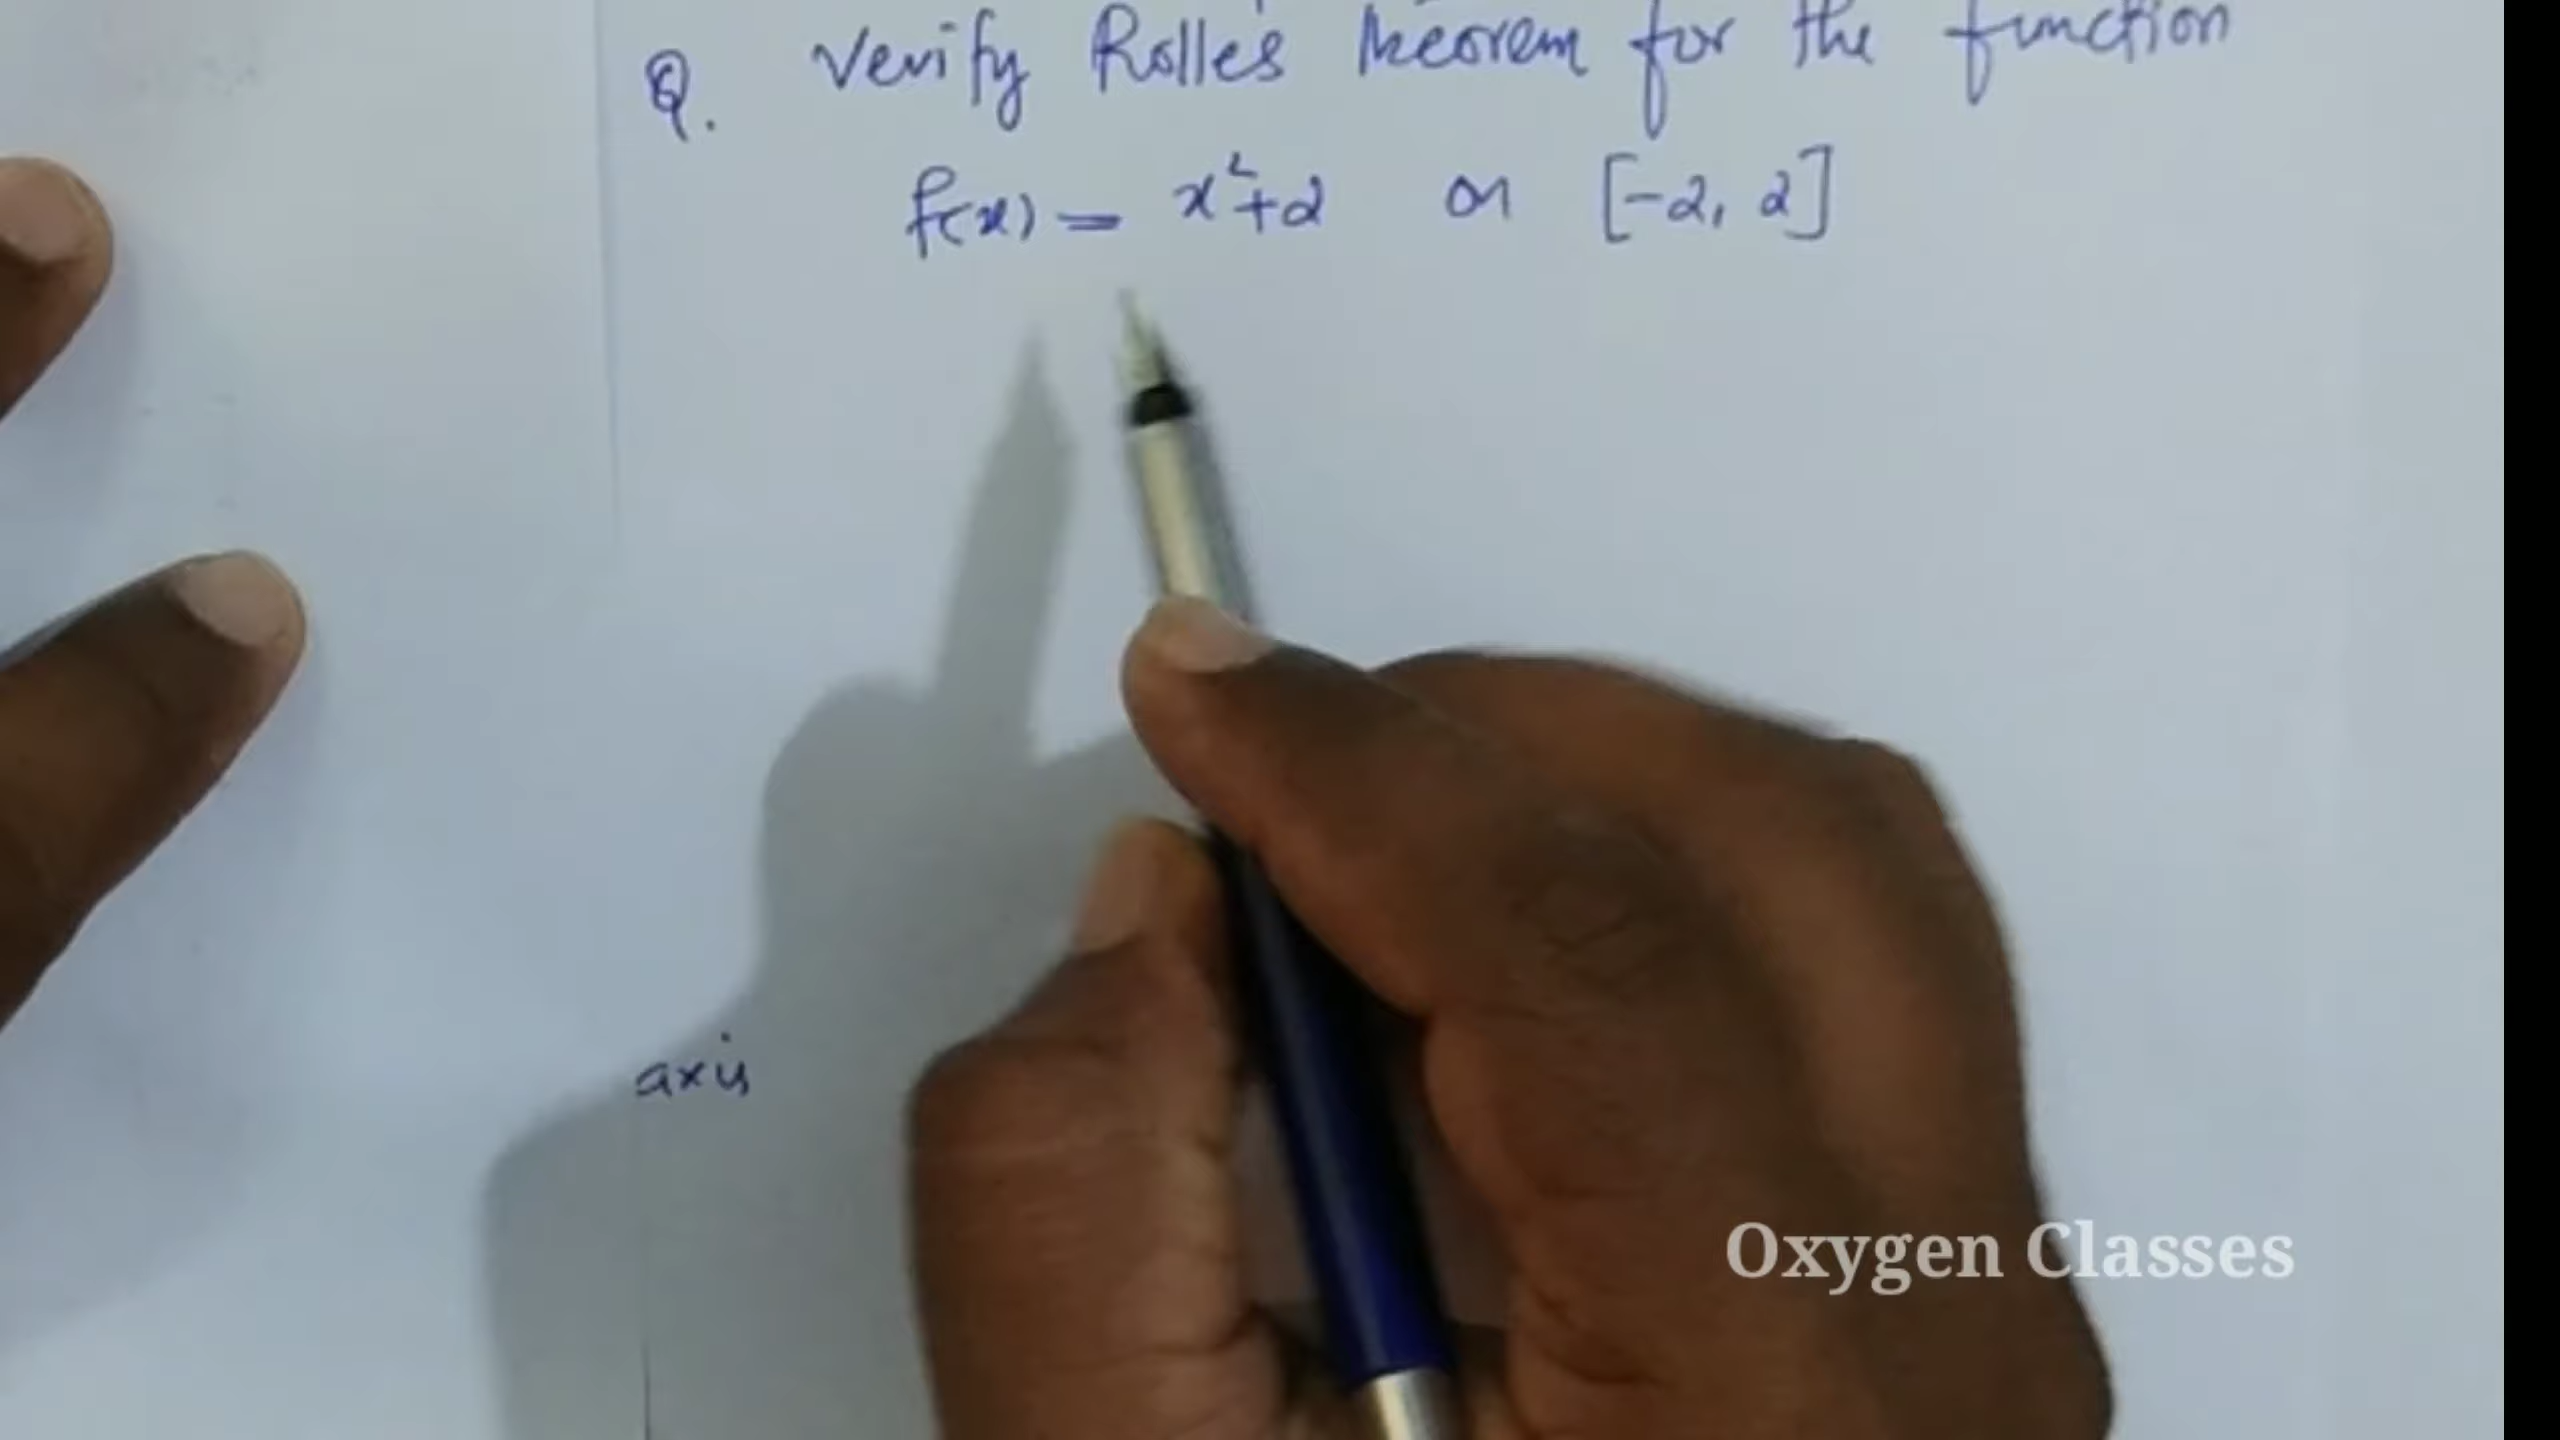 Q. Verify Rolle's theorem for the function
f(x) = x²+2 on [-2, 2]
axis
Oxygen Classes